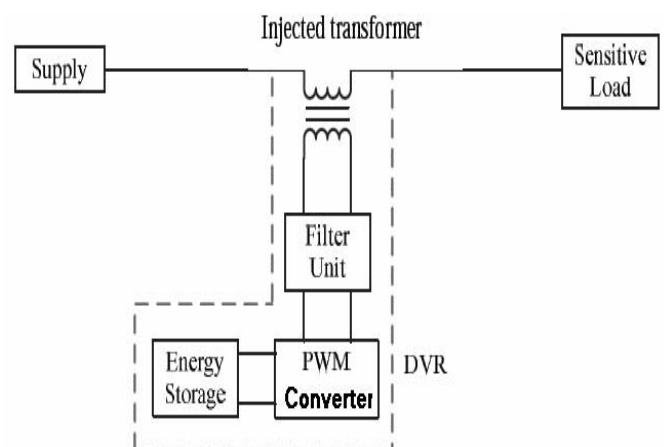 Injected transformer
Supply
Sensitive
Load
Filter
Unit
Energy
Storage
PWM
Converter
DVR